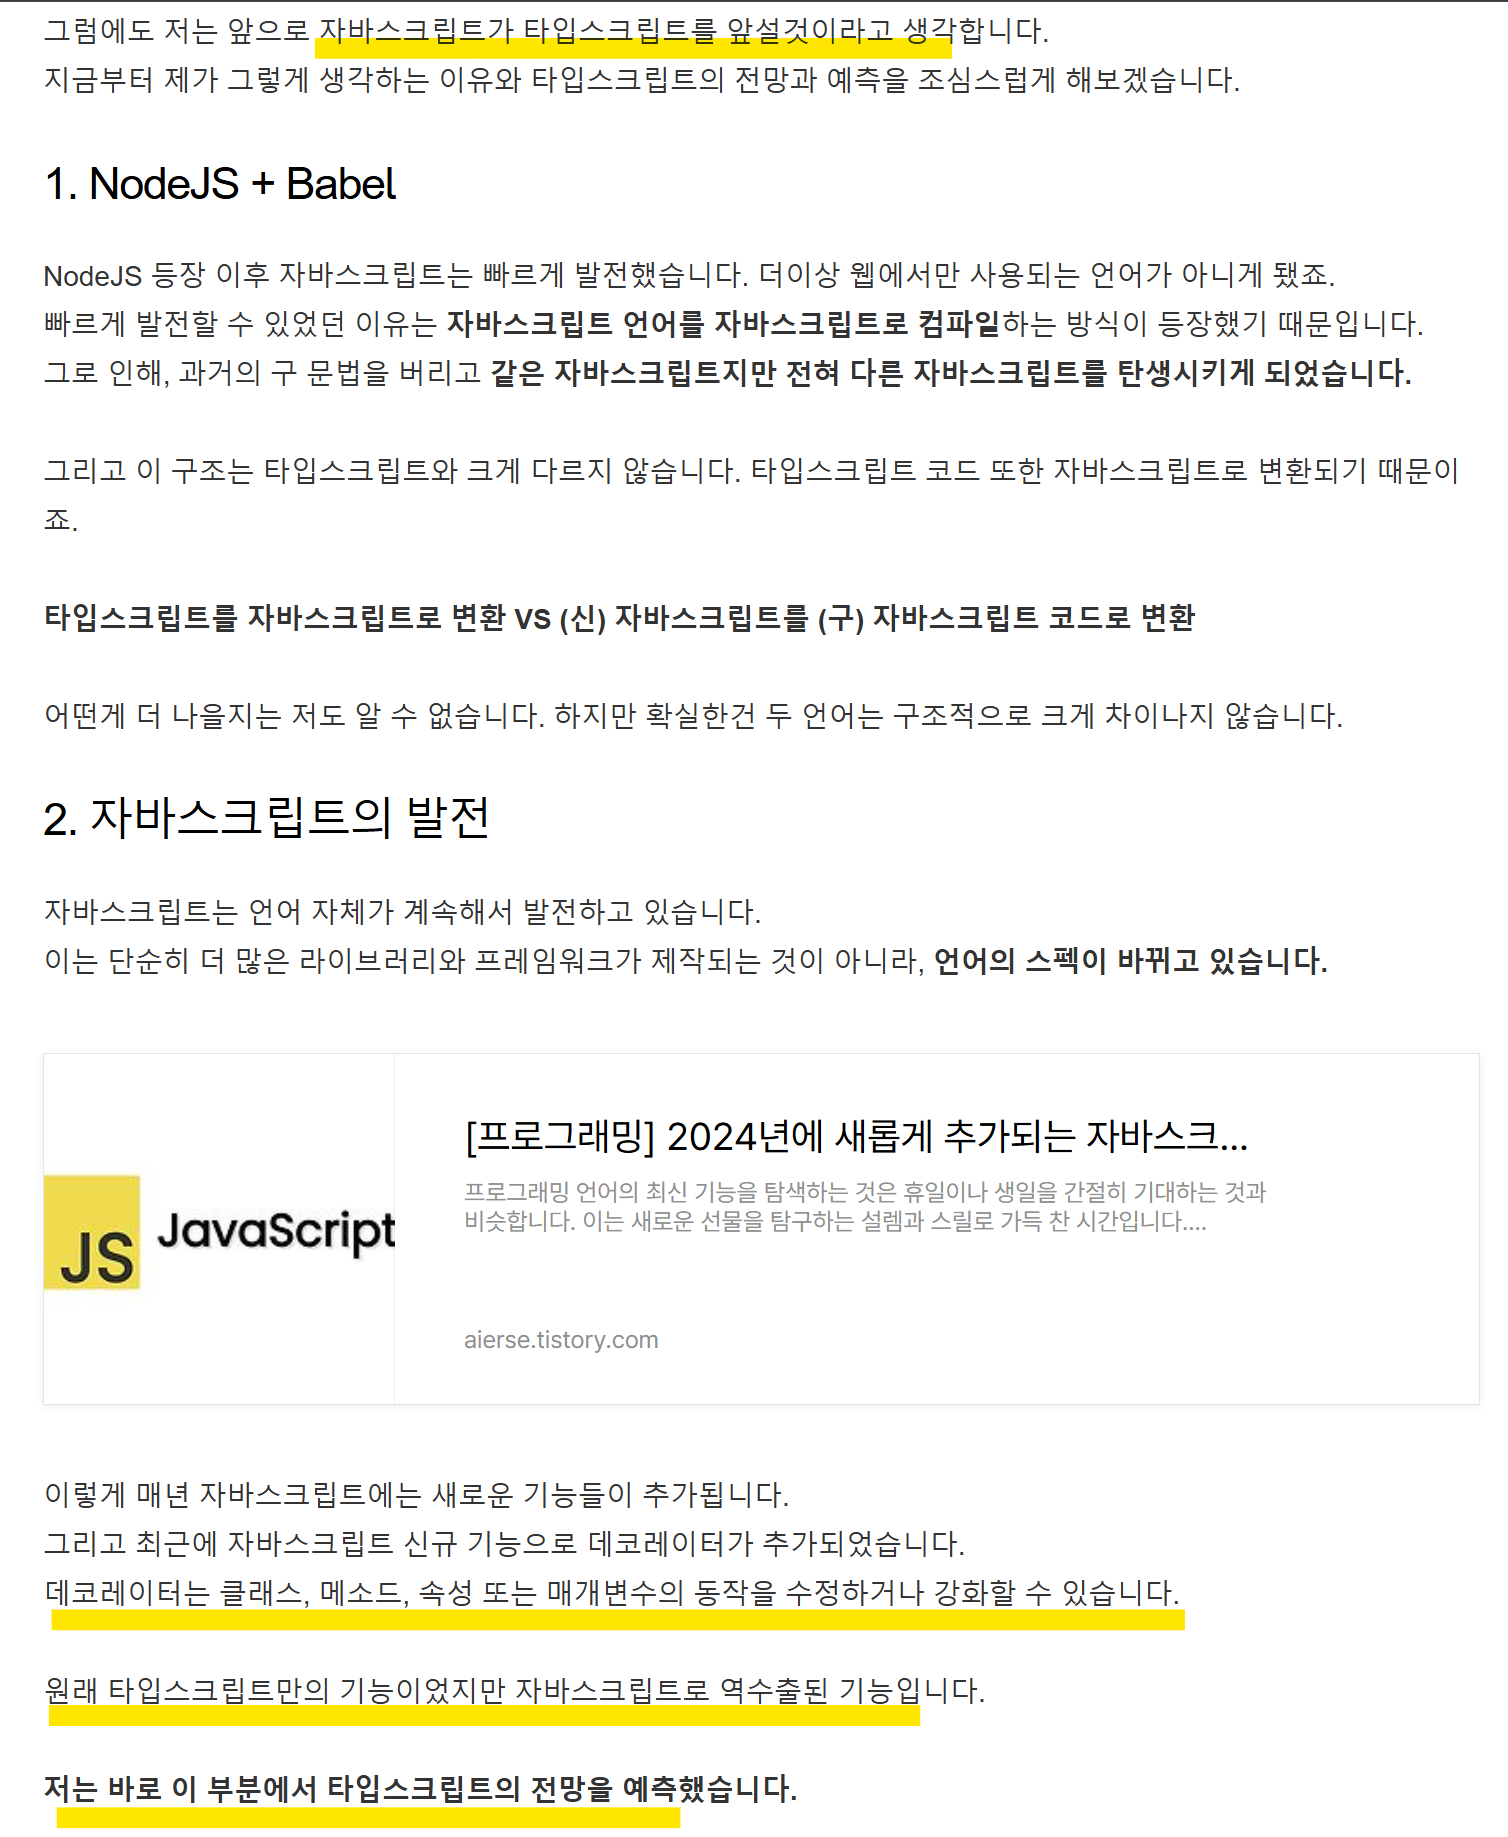 그럼에도 저는 앞으로 자바스크립트가 타입스크립트를 앞설것이라고 생각합니다.
지금부터 제가 그렇게 생각하는 이유와 타입스크립트의 전망과 예측을 조심스럽게 해보겠습니다.
1. NodeJS + Babel
NodeJS 등장 이후 자바스크립트는 빠르게 발전했습니다. 더이상 웹에서만 사용되는 언어가 아니게 됐죠.
빠르게 발전할 수 있었던 이유는 자바스크립트 언어를 자바스크립트로 컴파일하는 방식이 등장했기 때문입니다.
그로 인해, 과거의 구 문법을 버리고 같은 자바스크립트지만 전혀 다른 자바스크립트를 탄생시키게 되었습니다.
그리고 이 구조는 타입스크립트와 크게 다르지 않습니다. 타입스크립트 코드 또한 자바스크립트로 변환되기 때문이
죠.
타입스크립트를 자바스크립트로 변환 VS (신) 자바스크립트를 (구) 자바스크립트 코드로 변환
어떤게 더 나을지는 저도 알 수 없습니다. 하지만 확실한건 두 언어는 구조적으로 크게 차이나지 않습니다.
2. 자바스크립트의 발전
자바스크립트는 언어 자체가 계속해서 발전하고 있습니다.
이는 단순히 더 많은 라이브러리와 프레임워크가 제작되는 것이 아니라, 언어의 스펙이 바뀌고 있습니다.
JS JavaScript
[프로그래밍] 2024년에 새롭게 추가되는 자바스크...
프로그래밍 언어의 최신 기능을 탐색하는 것은 휴일이나 생일을 간절히 기대하는 것과
비슷합니다. 이는 새로운 선물을 탐구하는 설렘과 스릴로 가득 찬 시간입니다....
aierse.tistory.com
이렇게 매년 자바스크립트에는 새로운 기능들이 추가됩니다.
그리고 최근에 자바스크립트 신규 기능으로 데코레이터가 추가되었습니다.
데코레이터는 클래스, 메소드, 속성 또는 매개변수의 동작을 수정하거나 강화할 수 있습니다.
원래 타입스크립트만의 기능이었지만 자바스크립트로 역수출된 기능입니다.
저는 바로 이 부분에서 타입스크립트의 전망을 예측했습니다.